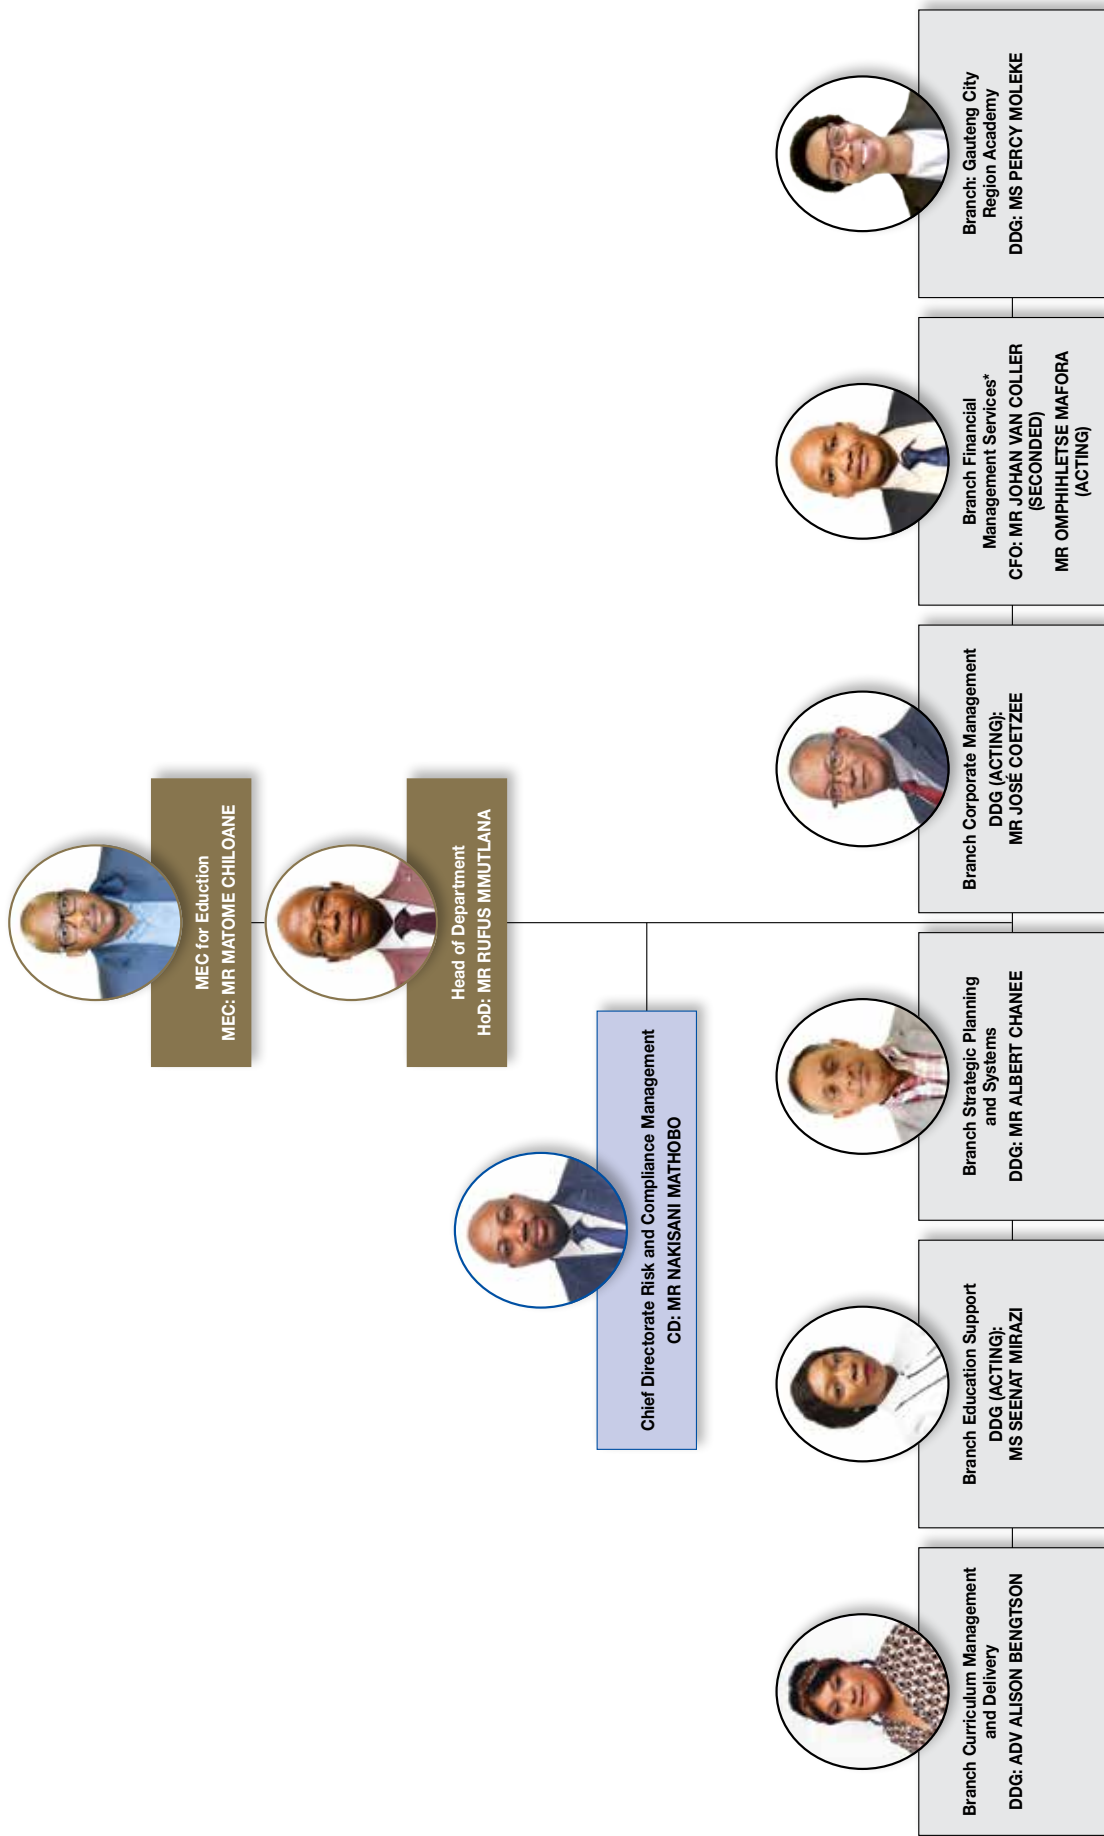 MEC for Eduction
MEC: MR MATOME CHILOANE
Head of Department
HoD: MR RUFUS MMUTLANA
Chief Directorate Risk and Compliance Management
CD: MR NAKISANI MATHOBO
Branch Curriculum Management
and Delivery
DDG: ADV ALISON BENGTSON
Branch Education Support
DDG (ACTING):
MS SEENAT MIRAZI
Branch Strategic Planning
and Systems
DDG: MR ALBERT CHANEE
Branch Corporate Management
DDG (ACTING):
MR JOSÉ COETZEE
Branch Financial
Management Services*
CFO: MR JOHAN VAN COLLER
(SECONDED)
MR OMPHIHLETSE MAFORA
(ACTING)
Branch: Gauteng City
Region Academy
DDG: MS PERCY MOLEKE